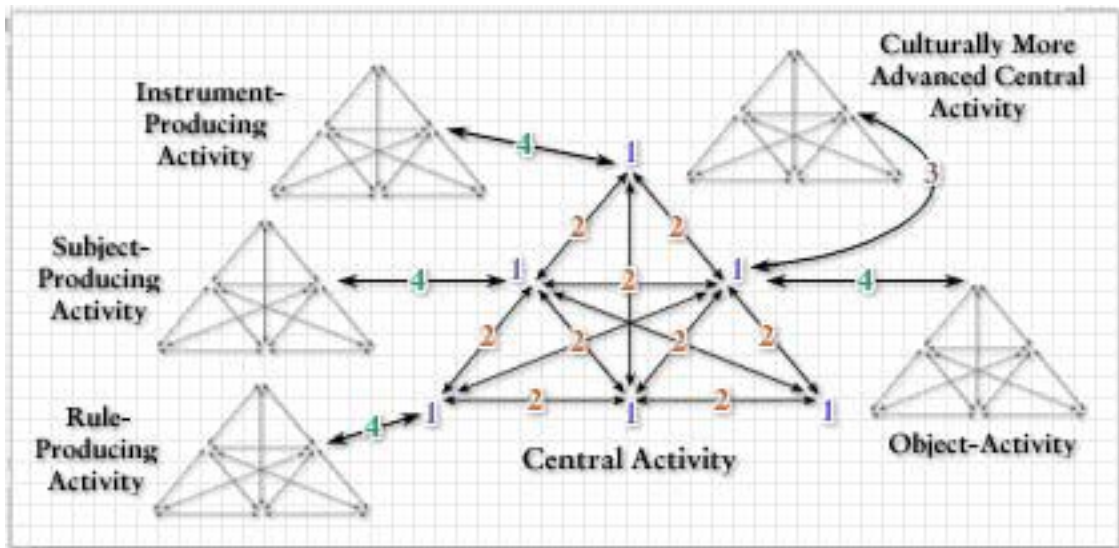 Instrument-
Producing
Activity
Culturally More
Advanced Central
Activity
4
1
3
2
2
Subject-
Producing
Activity
4
1
2
1
4
2
2
2
2
Rule-
Producing
Activity
4
1
2
1
2
1
Central Activity
Object-Activity